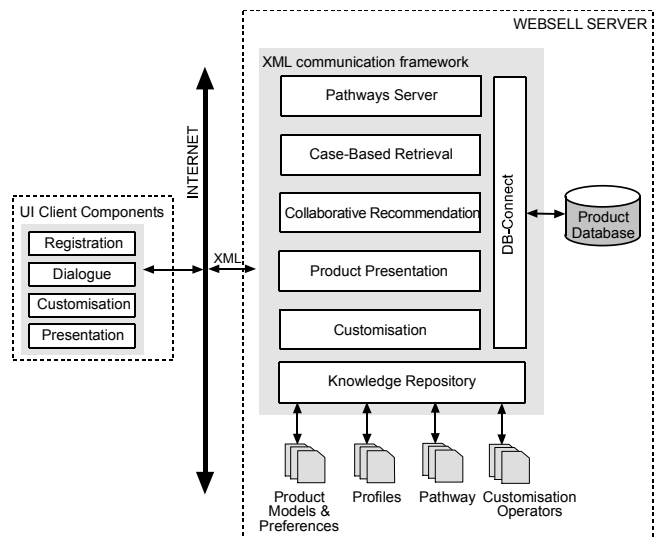 WEBSELL SERVER
XML communication framework
Pathways Server
Case-Based Retrieval
Collaborative Recommendation
Product Presentation
Customisation
Knowledge Repository
DB-Connect
Product
Database
INTERNET
XML
UI Client Components
Registration
Dialogue
Customisation
Presentation
Product
Models &
Preferences
Profiles
Pathway
Customisation
Operators